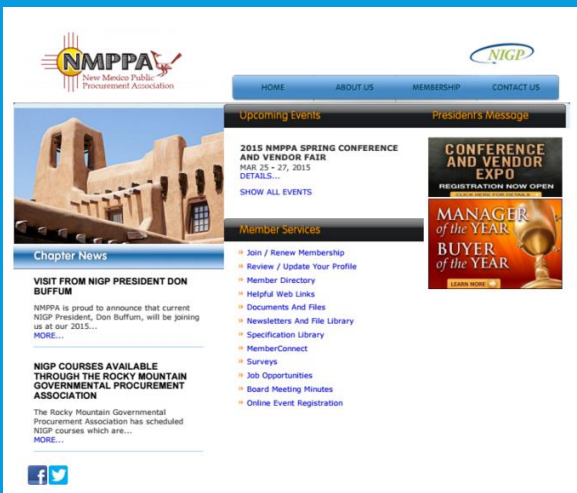 NMPPA
New Mexico Public
Procurement Association
NIGP
HOME ABOUT US MEMBERSHIP CONTACT US
Upcoming Events
President's Message
2015 NMPPA SPRING CONFERENCE
AND VENDOR FAIR
MAR 25 - 27, 2015
DETAILS...
SHOW ALL EVENTS
CONFERENCE
AND VENDOR
EXPO
REGISTRATION NOW OPEN
CLICK HERE FOR DETAILS
MANAGER
of the YEAR
BUYER
of the YEAR
LEARN MORE
Member Services
Join / Renew Membership
Review / Update Your Profile
Member Directory
Helpful Web Links
Documents And Files
Newsletters And File Library
Specification Library
MemberConnect
Surveys
Job Opportunities
Board Meeting Minutes
Online Event Registration
Chapter News
VISIT FROM NIGP PRESIDENT DON
BUFFUM
NMPPA is proud to announce that current
NIGP President, Don Buffum, will be joining
us at our 2015...
MORE...
NIGP COURSES AVAILABLE
THROUGH THE ROCKY MOUNTAIN
GOVERNMENTAL PROCUREMENT
ASSOCIATION
The Rocky Mountain Governmental
Procurement Association has scheduled
NIGP courses which are...
MORE...